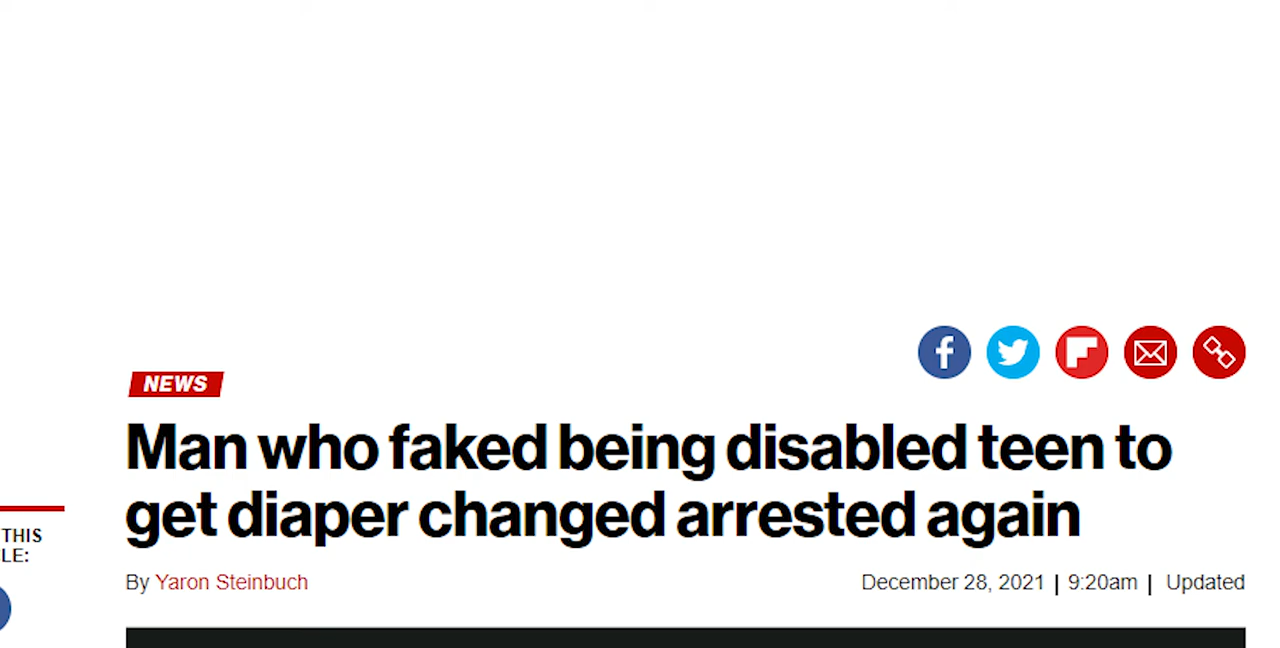 NEWS
Man who faked being disabled teen to
get diaper changed arrested again
THIS
LE:
By Yaron Steinbuch
December 28, 2021 | 9:20am | Updated